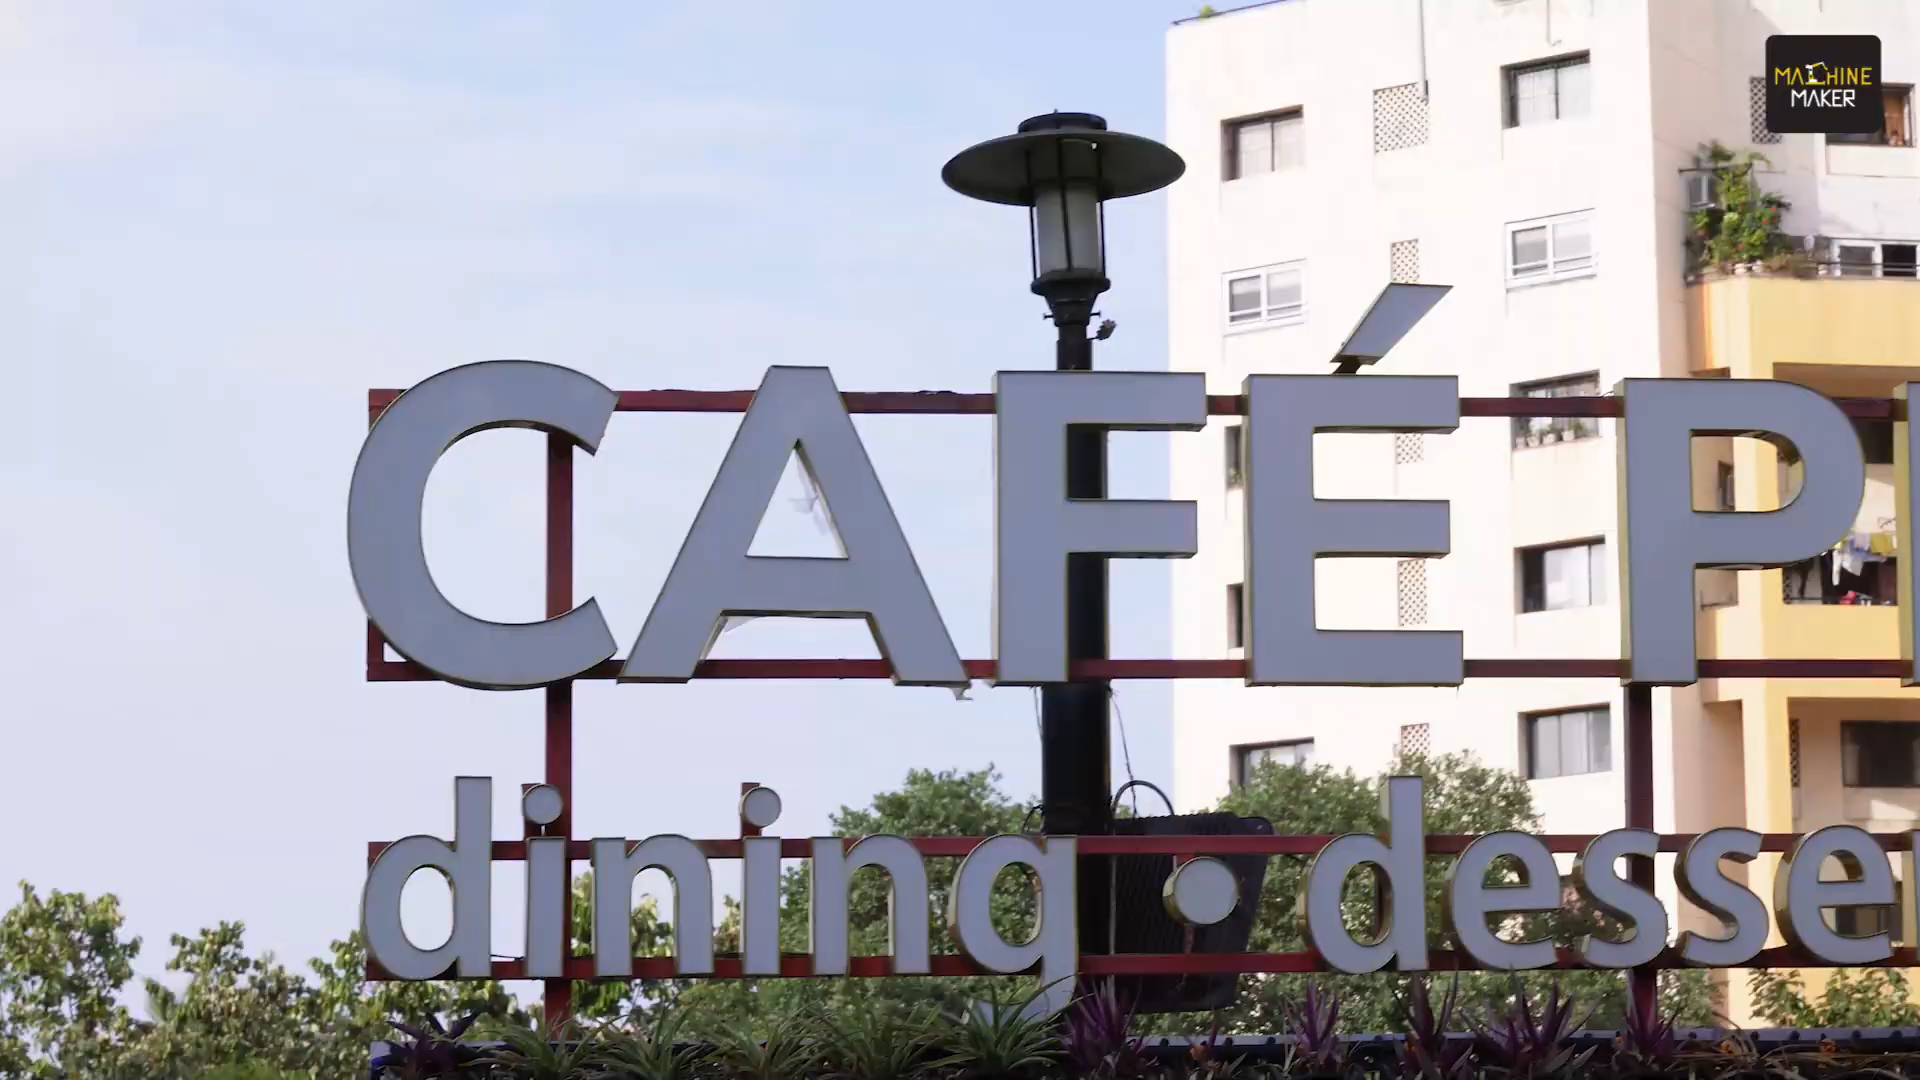 MACHINE
MAKER
CAFÉ P
dining • desse